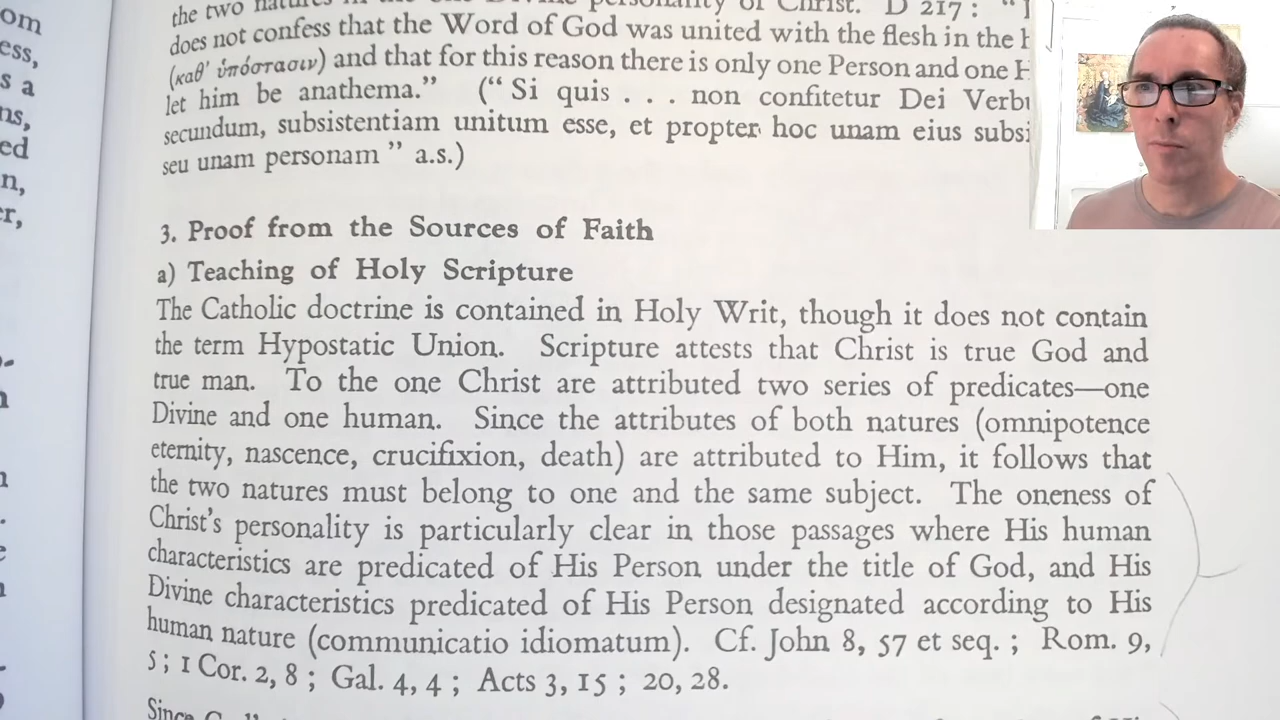 om
ess,
s a
ns,
ed
n,
er,
the two natures in the one Divine personality of Christ. D 217 : "
does not confess that the Word of God was united with the flesh in the
(καθ' ὑπόστασιν) and that for this reason there is only one Person and one H
let him be anathema." (" Si quis . . . non confitetur Dei Verbu
secundum, subsistentiam unitum esse, et propter hoc unam eius subsi
seu unam personam " a.s.)
3. Proof from the Sources of Faith
a) Teaching of Holy Scripture
The Catholic doctrine is contained in Holy Writ, though it does not contain
the term Hypostatic Union. Scripture attests that Christ is true God and
true man. To the one Christ are attributed two series of predicates—one
Divine and one human. Since the attributes of both natures (omnipotence
eternity, nascence, crucifixion, death) are attributed to Him, it follows that
the two natures must belong to one and the same subject. The oneness of
Christ's personality is particularly clear in those passages where His human
characteristics are predicated of His Person under the title of God, and His
Divine characteristics predicated of His Person designated according to His
human nature (communicatio idiomatum). Cf. John 8, 57 et seq. ; Rom. 9,
5 ; 1 Cor. 2, 8 ; Gal. 4, 4 ; Acts 3, 15 ; 20, 28.
Since